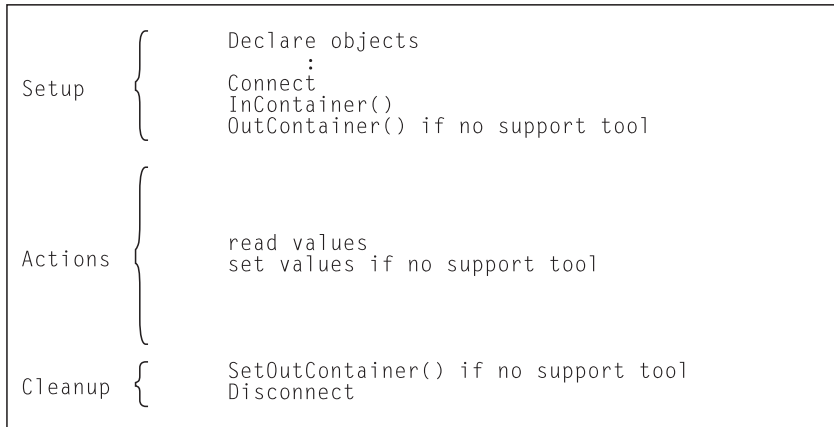 Declare objects
:
Setup
Connect
InContainer()
OutContainer() if no support tool
Actions
read values
set values if no support tool
Cleanup
SetOutContainer() if no support tool
Disconnect